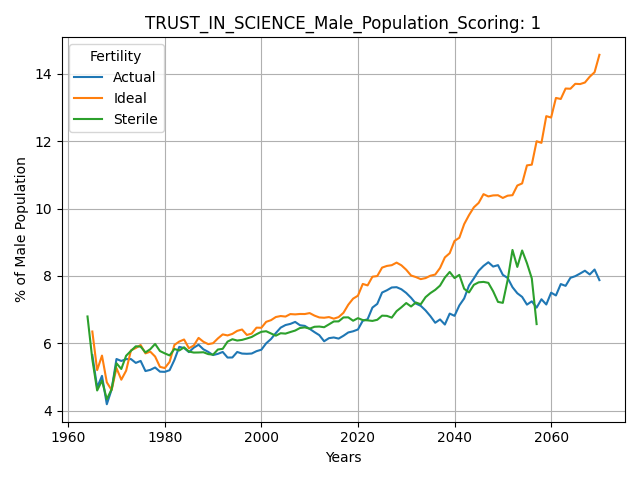 TRUST_IN_SCIENCE_Male_Population_Scoring: 1
Fertility
Actual
Ideal
Sterile
% of Male Population
14
12
10
8
6
4
1960 1980 2000 2020 2040 2060
Years